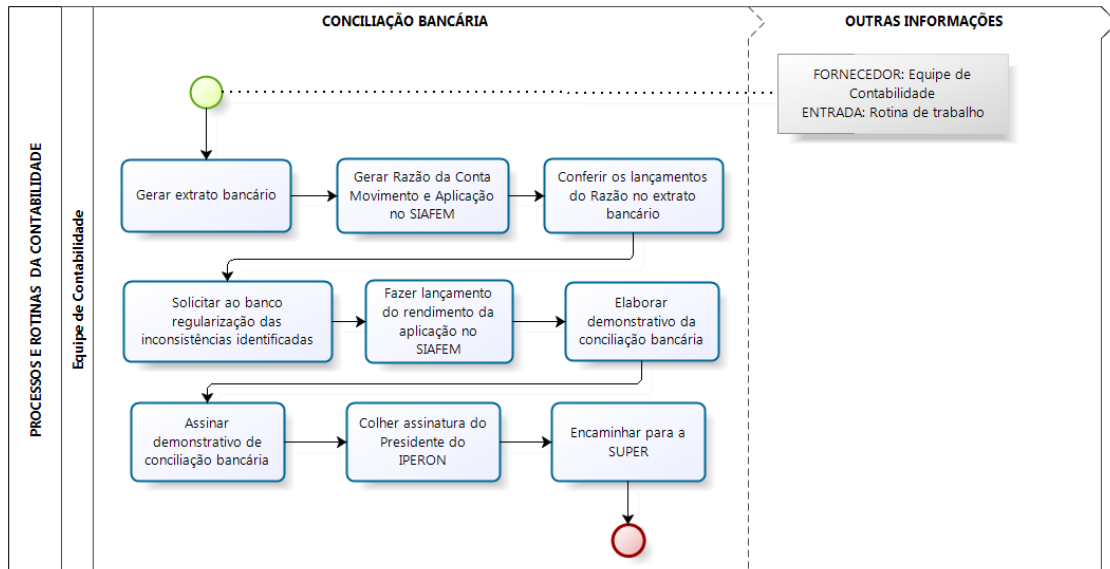 CONCILIAÇÃO BANCÁRIA
OUTRAS INFORMAÇÕES
PROCESSOS E ROTINAS DA CONTABILIDADE
Equipe de Contabilidade
FORNECEDOR: Equipe de
Contabilidade
ENTRADA: Rotina de trabalho
Gerar extrato bancário
Gerar Razão da Conta
Movimento e Aplicação
no SIAFEM
Conferir os lançamentos
do Razão no extrato
bancário
Solicitar ao banco
regularização das
inconsistências identificadas
Fazer lançamento
do rendimento da
aplicação no
SIAFEM
Elaborar
demonstrativo da
conciliação bancária
Assinar
demonstrativo de
conciliação bancária
Colher assinatura do
Presidente do
IPERON
Encaminhar para a
SUPER